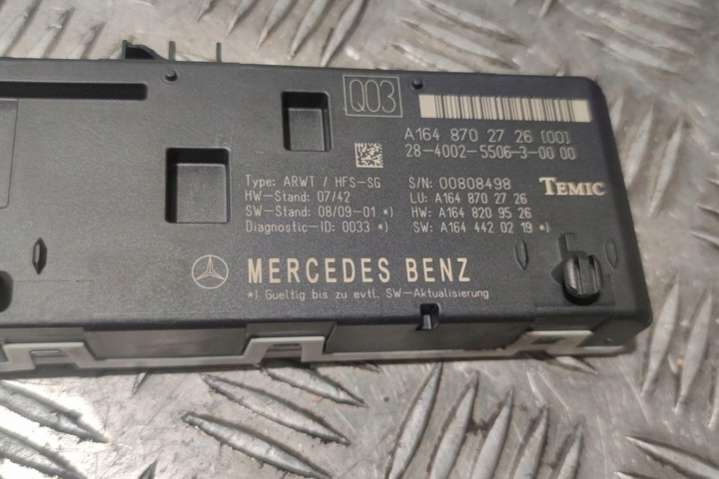 Q03
A164 870 27 26 (00)
28-4002-5506-3-00 00
Type: ARWT / HFS-SG
HW-Stand: 07/42
SW-Stand: 08/09-01 *)
Diagnostic-ID: 0033 *)
S/N: 00808498
LU: A164 870 27 26
HW: A164 820 95 26
SW: A164 442 02 19 *)
TEMIC
MERCEDES BENZ
*) Gueltig bis zu evtl. SW-Aktualisierung